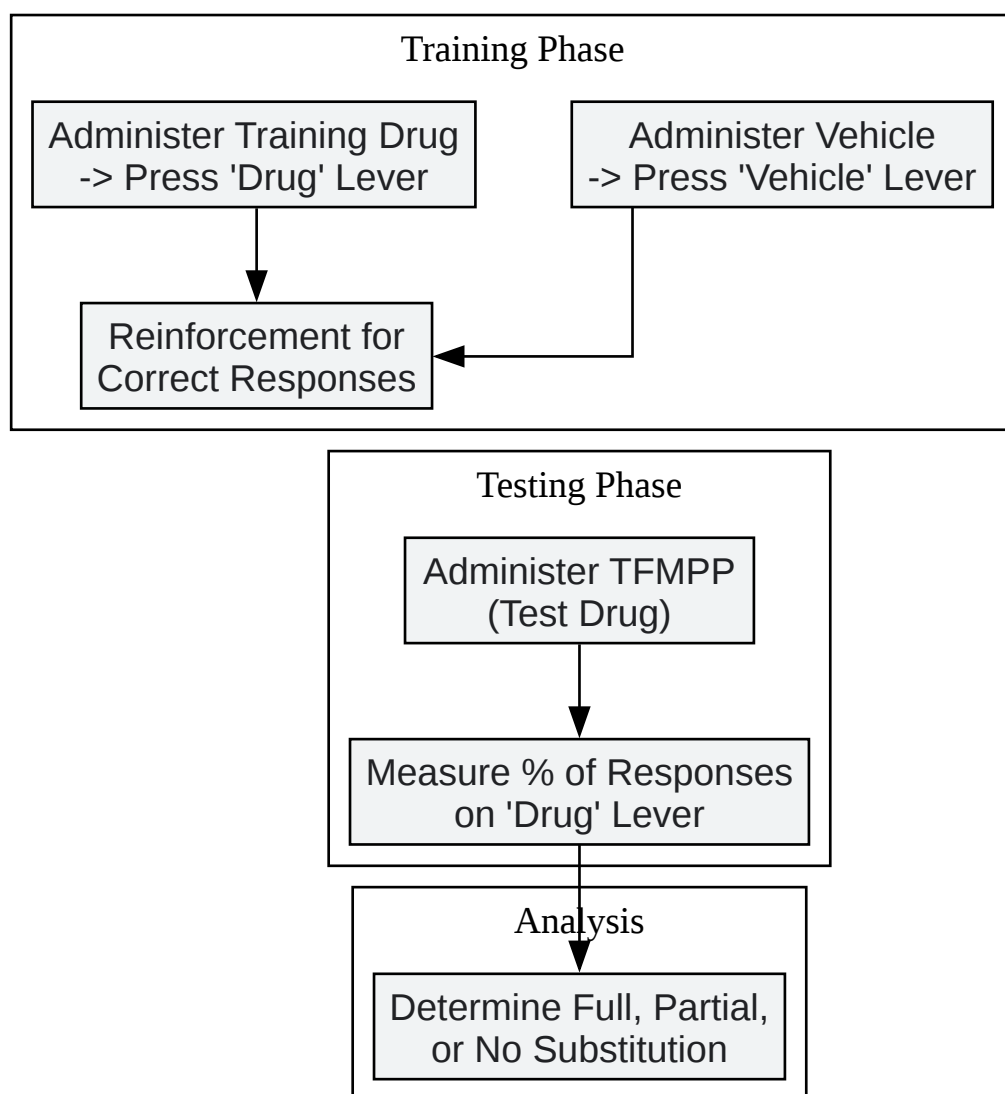 Training Phase
Administer Training Drug
-> Press 'Drug' Lever
Administer Vehicle
-> Press 'Vehicle' Lever
Reinforcement for
Correct Responses
Testing Phase
Administer TFMPP
(Test Drug)
Measure % of Responses
on 'Drug' Lever
Analysis
Determine Full, Partial,
or No Substitution